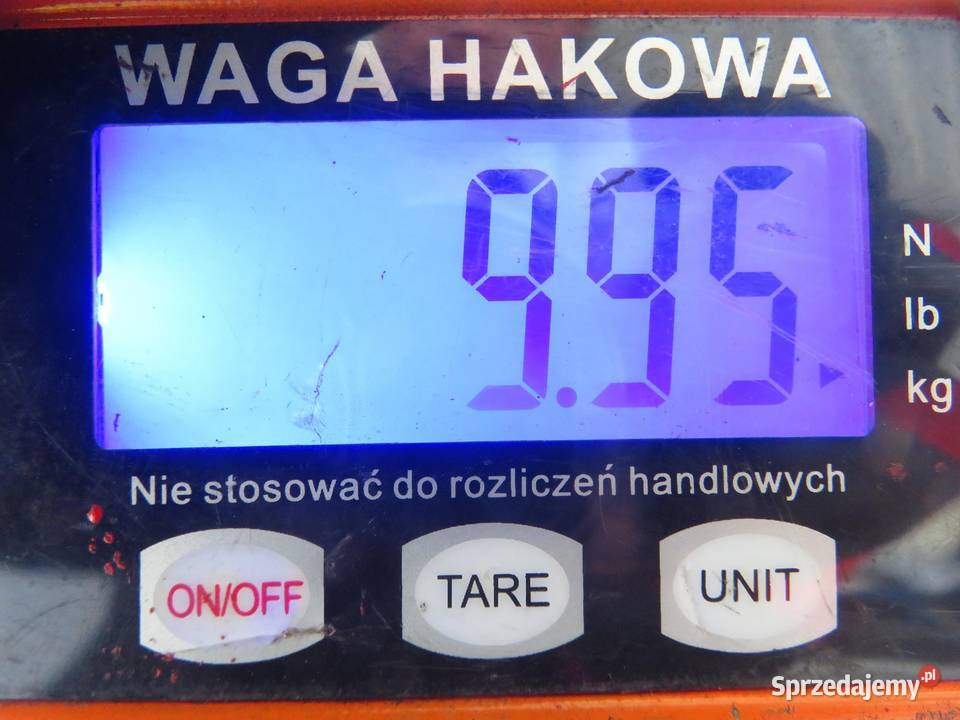 WAGA HAKOWA
9.95
N
lb
kg
Nie stosować do rozliczeń handlowych
ON/OFF TARE UNIT
Sprzedajemy.pl